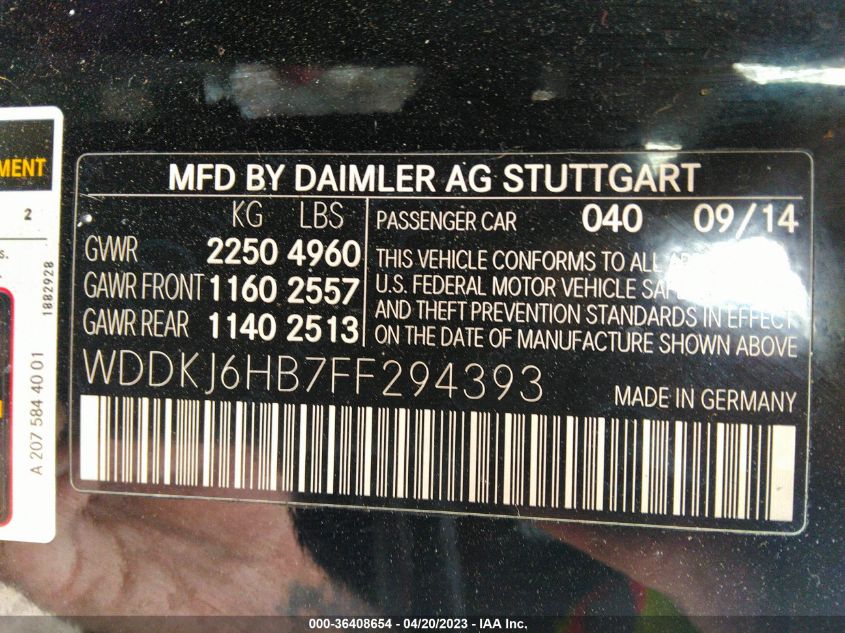 MENT
2
s.
1882928
A 207 584 40 01
MFD BY DAIMLER AG STUTTGART
KG LBS
GVWR 2250 4960
GAWR FRONT 1160 2557
GAWR REAR 1140 2513
PASSENGER CAR 040 09/14
THIS VEHICLE CONFORMS TO ALL
U.S. FEDERAL MOTOR VEHICLE
AND THEFT PREVENTION STANDARDS IN EFFECT
ON THE DATE OF MANUFACTURE SHOWN ABOVE
WDDKJ6HB7FF294393
MADE IN GERMANY
000-36408654 - 04/20/2023 - IAA Inc.